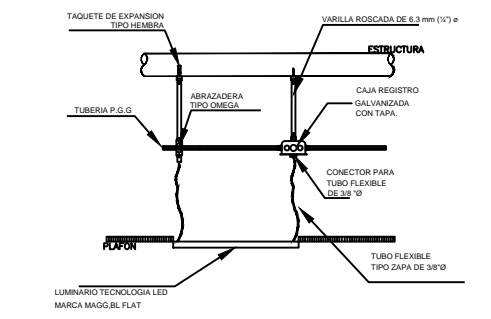 TAQUETE DE EXPANSION
TIPO HEMBRA
VARILLA ROSCADA DE 6.3 mm (¼") ø
ESTRUCTURA
ABRAZADERA
TIPO OMEGA
CAJA REGISTRO
GALVANIZADA
CON TAPA.
TUBERIA P.G.G
CONECTOR PARA
TUBO FLEXIBLE
DE 3/8 "Ø
PLAFON
TUBO FLEXIBLE
TIPO ZAPA DE 3/8"Ø
LUMINARIO TECNOLOGIA LED
MARCA MAGG,BL FLAT